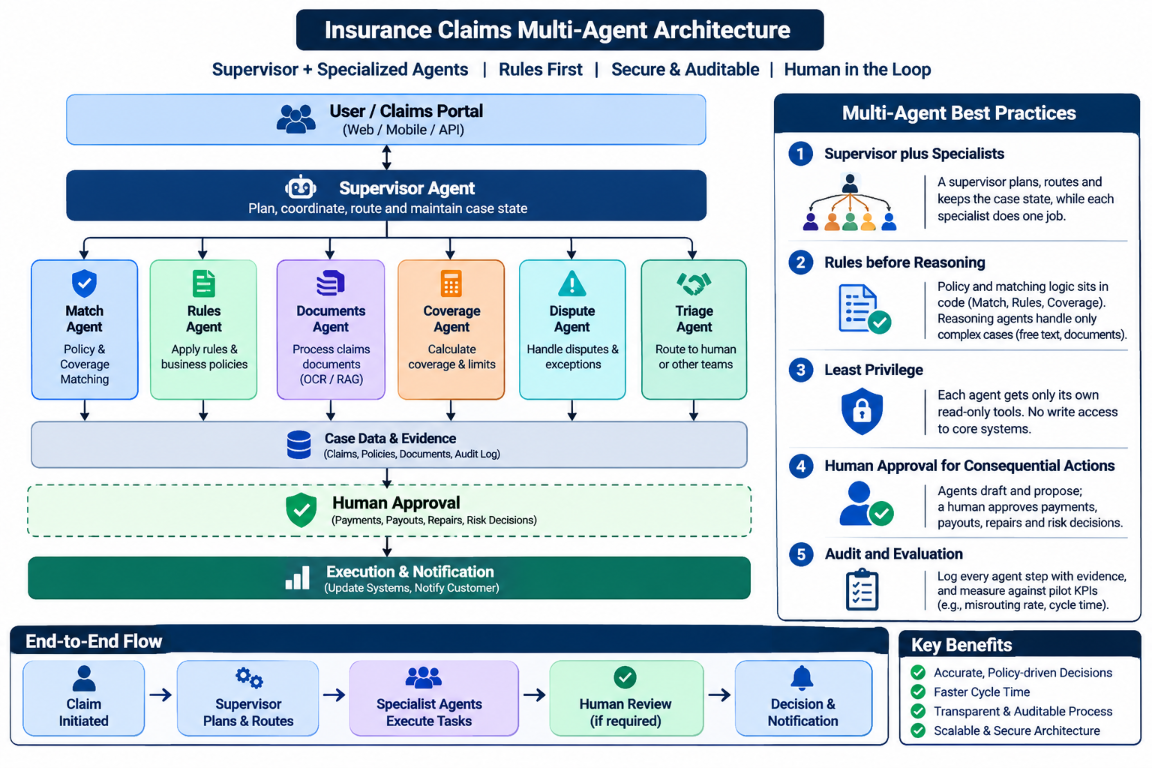 Insurance Claims Multi-Agent Architecture
Supervisor + Specialized Agents | Rules First | Secure & Auditable | Human in the Loop
User / Claims Portal
(Web / Mobile / API)
Supervisor Agent
Plan, coordinate, route and maintain case state
Match
Agent
Policy &
Coverage
Matching
Rules
Agent
Apply rules &
business policies
Documents
Agent
Process claims
documents
(OCR / RAG)
Coverage
Agent
Calculate
coverage & limits
Dispute
Agent
Handle disputes &
exceptions
Triage
Agent
Route to human
or other teams
Case Data & Evidence
(Claims, Policies, Documents, Audit Log)
Human Approval
(Payments, Payouts, Repairs, Risk Decisions)
Execution & Notification
(Update Systems, Notify Customer)
Multi-Agent Best Practices
1 Supervisor plus Specialists
A supervisor plans, routes and
keeps the case state, while each
specialist does one job.
2 Rules before Reasoning
Policy and matching logic sits in
code (Match, Rules, Coverage).
Reasoning agents handle only
complex cases (free text, documents).
3 Least Privilege
Each agent gets only its own
read-only tools. No write access
to core systems.
4 Human Approval for Consequential Actions
Agents draft and propose;
a human approves payments,
payouts, repairs and risk decisions.
5 Audit and Evaluation
Log every agent step with evidence,
and measure against pilot KPIs
(e.g., misrouting rate, cycle time).
End-to-End Flow
Claim
Initiated
Supervisor
Plans & Routes
Specialist Agents
Execute Tasks
Human Review
(if required)
Decision &
Notification
Key Benefits
Accurate, Policy-driven Decisions
Faster Cycle Time
Transparent & Auditable Process
Scalable & Secure Architecture